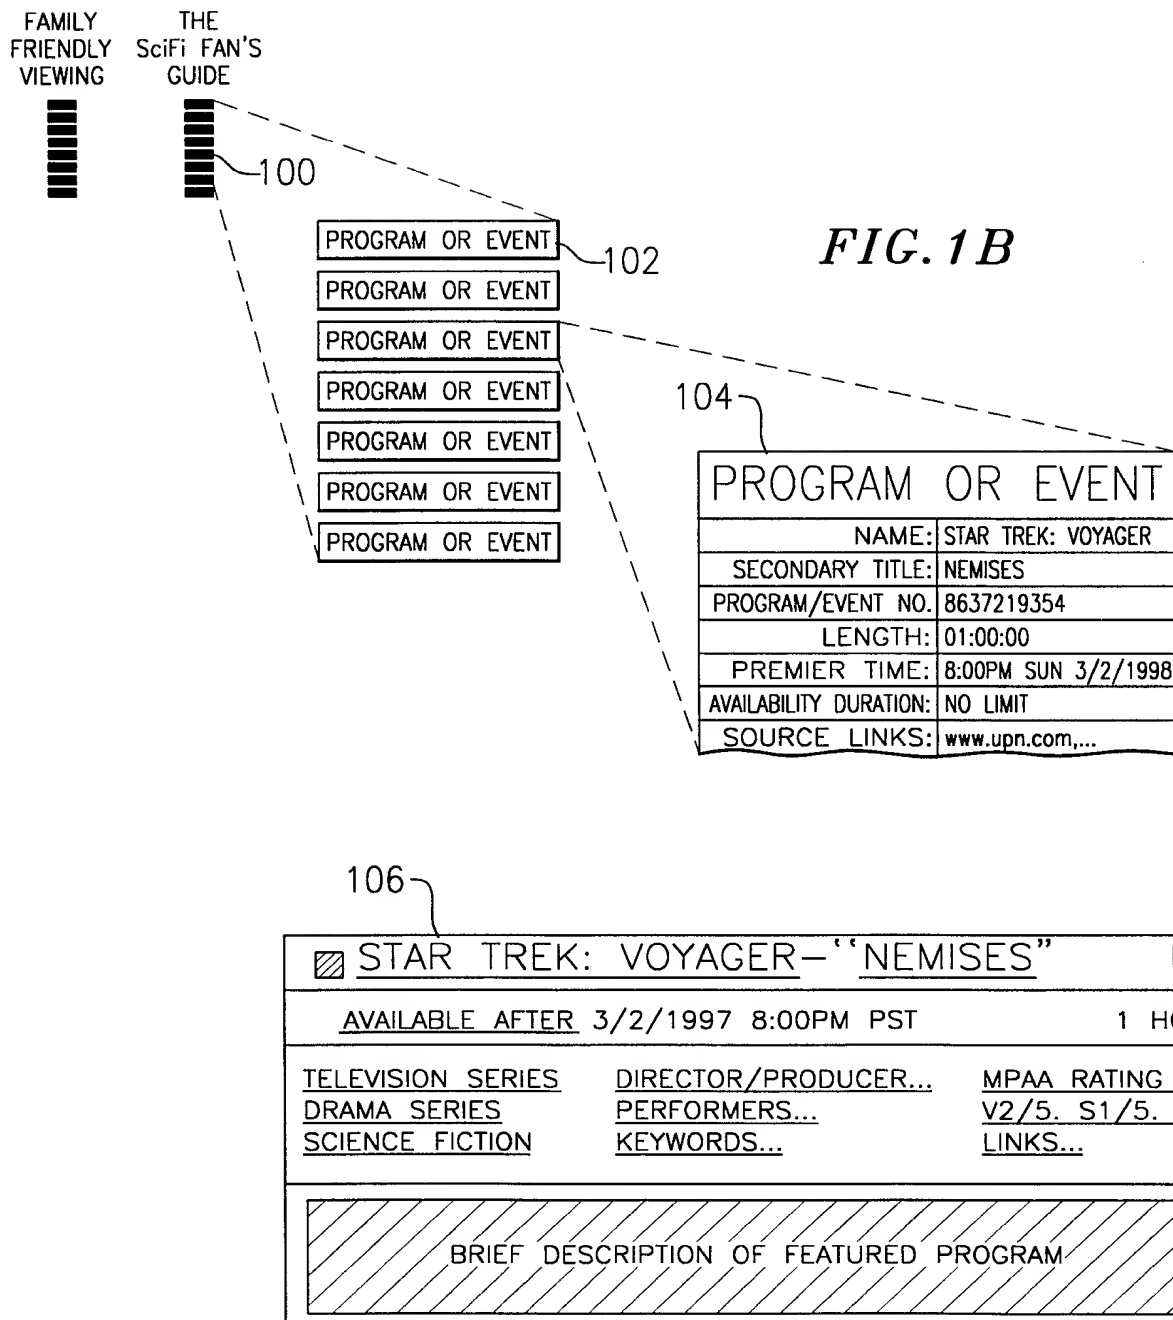 FAMILY
FRIENDLY
VIEWING
THE
SciFi FAN'S
GUIDE
100
PROGRAM OR EVENT
102
PROGRAM OR EVENT
PROGRAM OR EVENT
PROGRAM OR EVENT
PROGRAM OR EVENT
PROGRAM OR EVENT
PROGRAM OR EVENT
FIG. 1B
104
PROGRAM OR EVENT
NAME: STAR TREK: VOYAGER
SECONDARY TITLE: NEMISES
PROGRAM/EVENT NO. 8637219354
LENGTH: 01:00:00
PREMIER TIME: 8:00PM SUN 3/2/1998
AVAILABILITY DURATION: NO LIMIT
SOURCE LINKS: www.upn.com,...
106
STAR TREK: VOYAGER–‘‘NEMISES”
AVAILABLE AFTER 3/2/1997 8:00PM PST 1
TELEVISION SERIES DIRECTOR/PRODUCER... MPAA RATING
DRAMA SERIES PERFORMERS... V2/5. S1/5.
SCIENCE FICTION KEYWORDS... LINKS...
BRIEF DESCRIPTION OF FEATURED PROGRAM